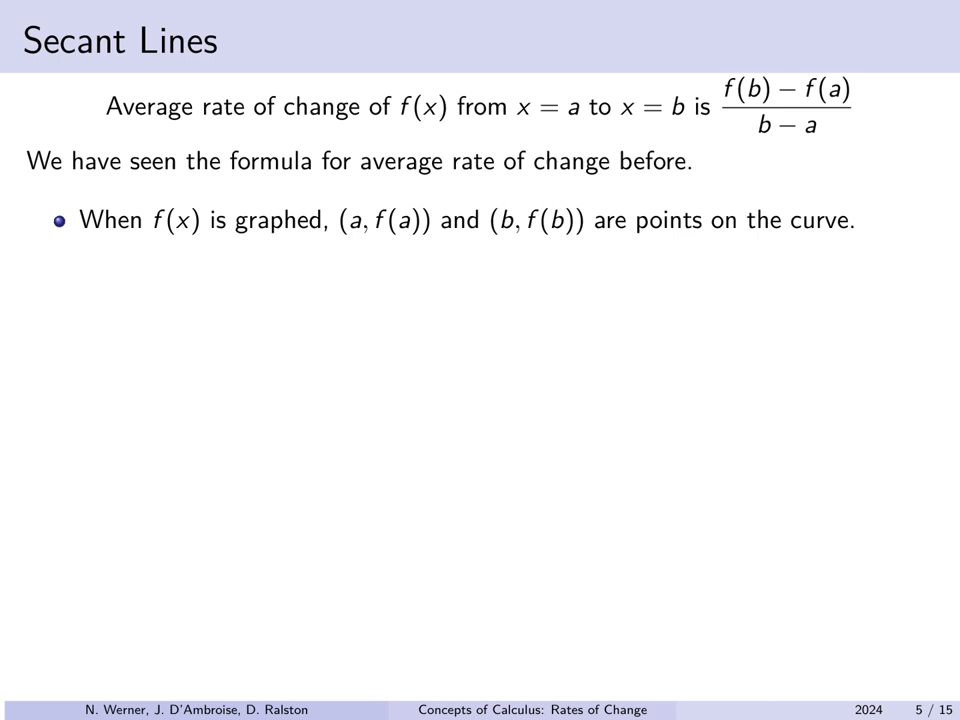 Secant Lines
Average rate of change of f(x) from x = a to x = b is \frac{f(b) − f(a)}{b − a}
We have seen the formula for average rate of change before.
When f(x) is graphed, (a, f(a)) and (b, f(b)) are points on the curve.
N. Werner, J. D'Ambroise, D. Ralston Concepts of Calculus: Rates of Change 2024 5 / 15